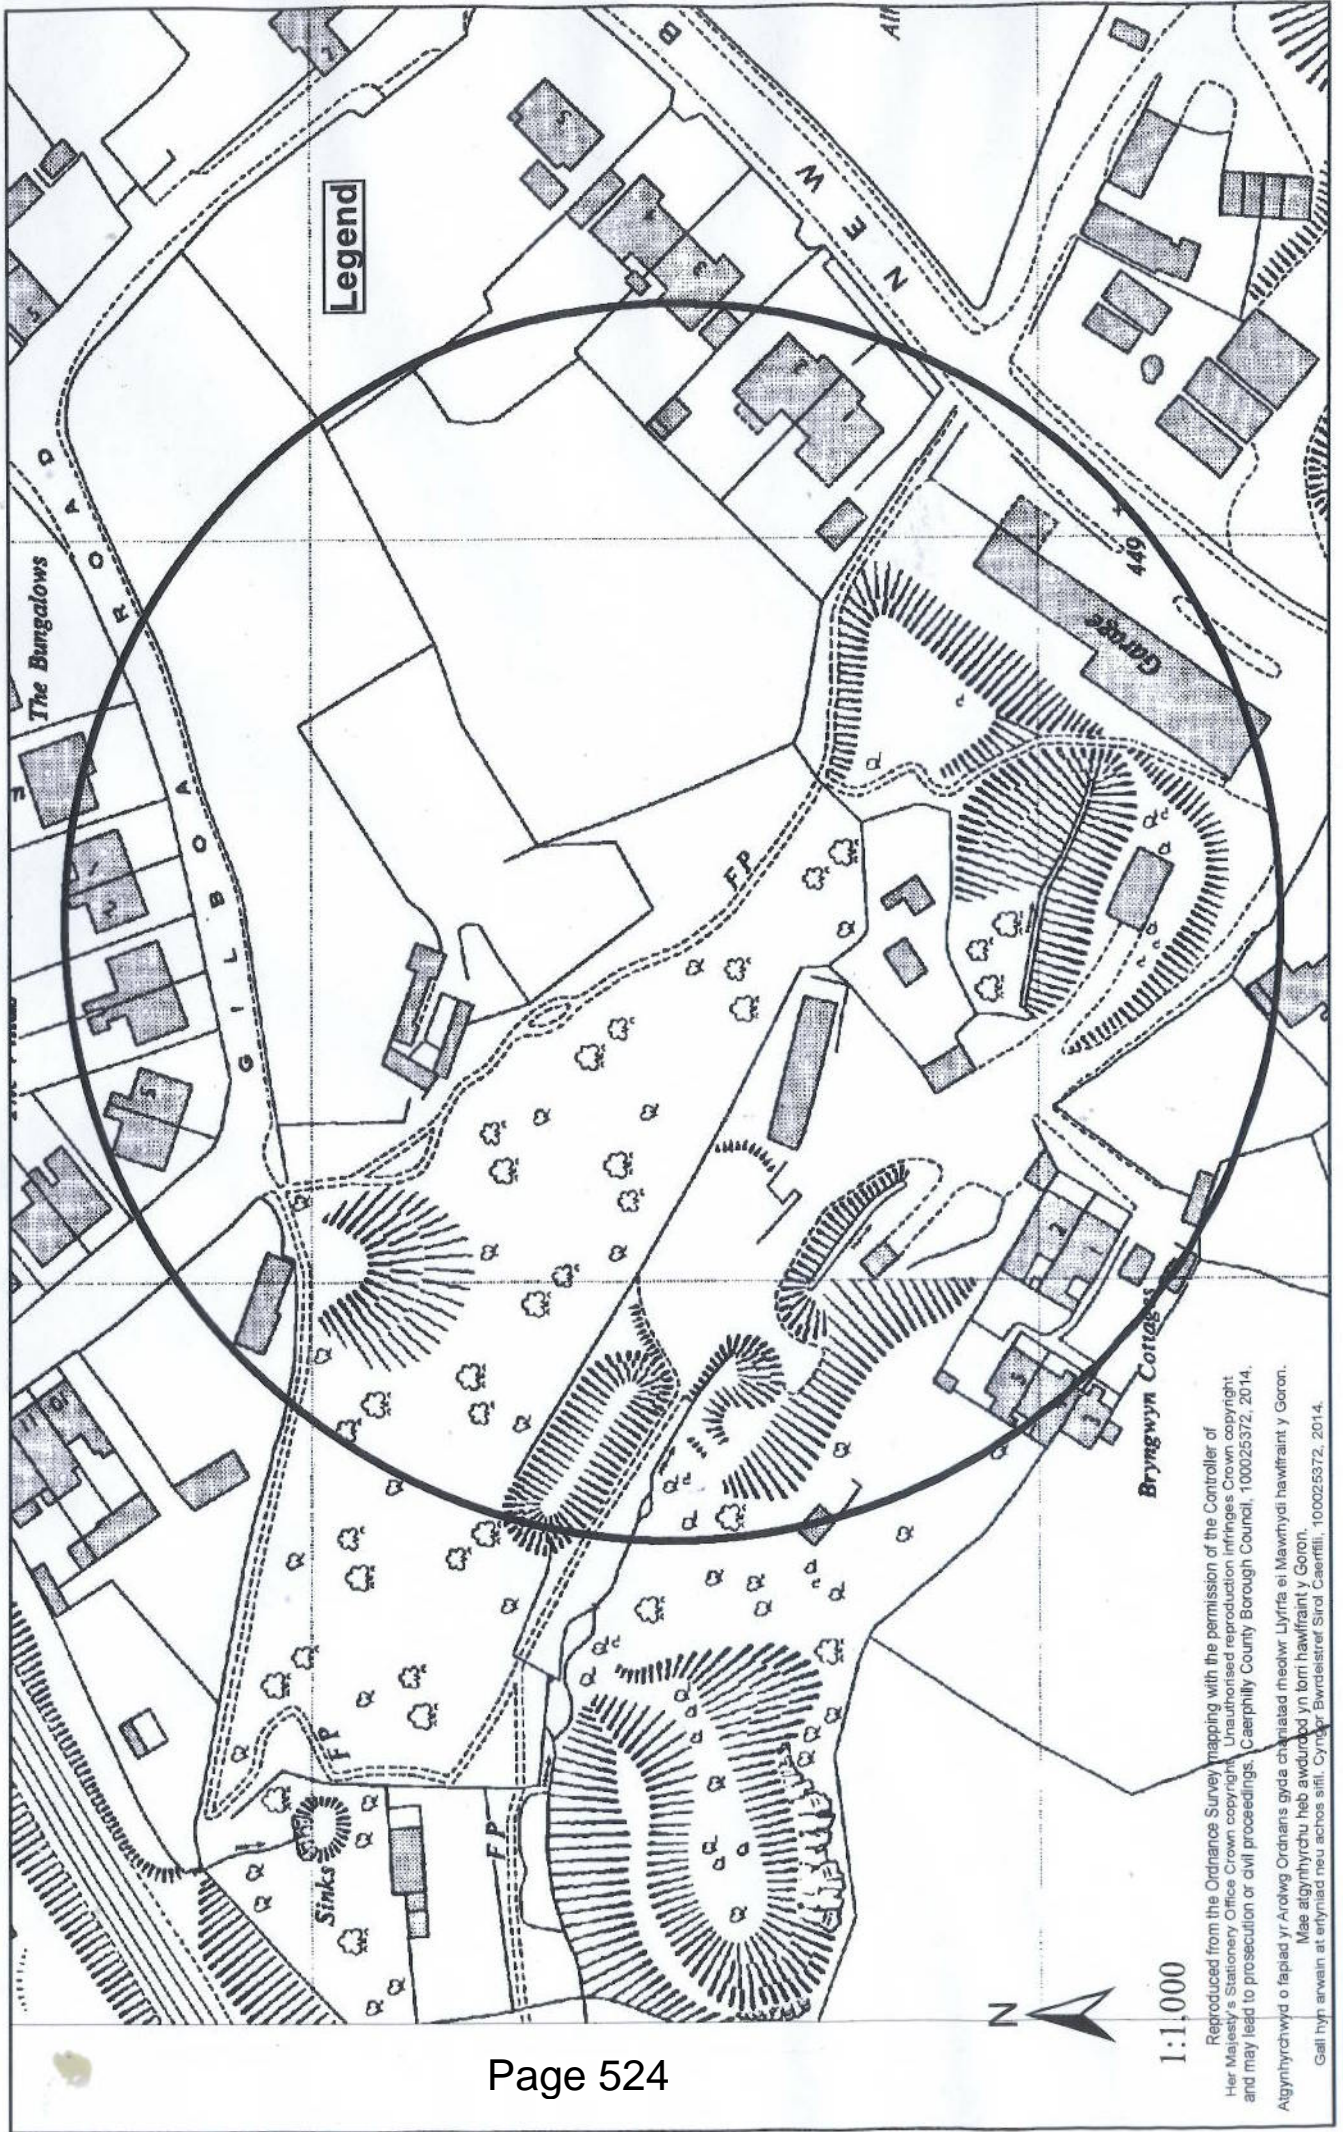 Legend
The Bungalows
GILBOA ROAD
NEW B
Alf
Garage
449
FP
FP
FP
Sinks
Bryngwyn Cottages
N
1:1,000
Reproduced from the Ordnance Survey mapping with the permission of the Controller of
Her Majesty's Stationery Office Crown copyright. Unauthorised reproduction infringes Crown copyright
and may lead to prosecution or civil proceedings. Caerphilly County Borough Council, 100025372, 2014.
Atgynhyrchwyd o fapiad yr Arolwg Ordnans gyda chaniatad rheolwr Llyfrfa ei Mawrhydi hawlfraint y Goron.
Mae atgynhyrchu heb awdurdod yn torri hawlfraint y Goron.
Gall hyn arwain at erlyniad neu achos sifil. Cyngor Bwrdeistref Sirol Caerffili, 100025372, 2014.
Page 524